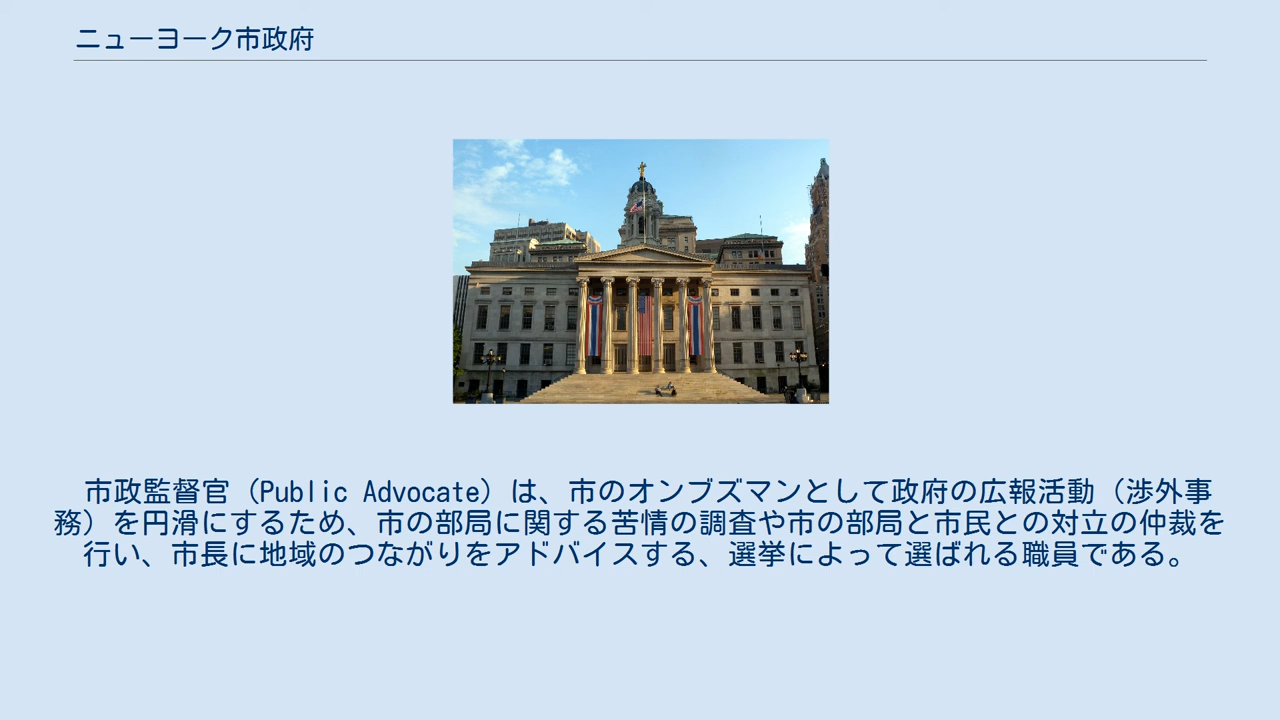 ニューヨーク市政府
市政監督官（Public Advocate）は、市のオンブズマンとして政府の広報活動（渉外事
務）を円滑にするため、市の部局に関する苦情の調査や市の部局と市民との対立の仲裁を
行い、市長に地域のつながりをアドバイスする、選挙によって選ばれる職員である。